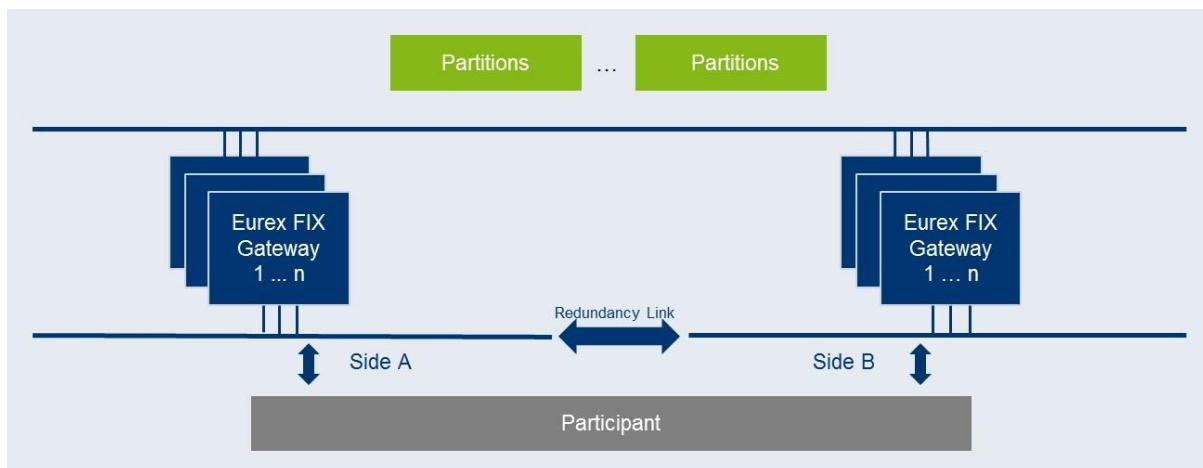 Partitions ... Partitions
Eurex FIX
Gateway
1 ... n
Eurex FIX
Gateway
1 ... n
Redundancy Link
Side A
Side B
Participant